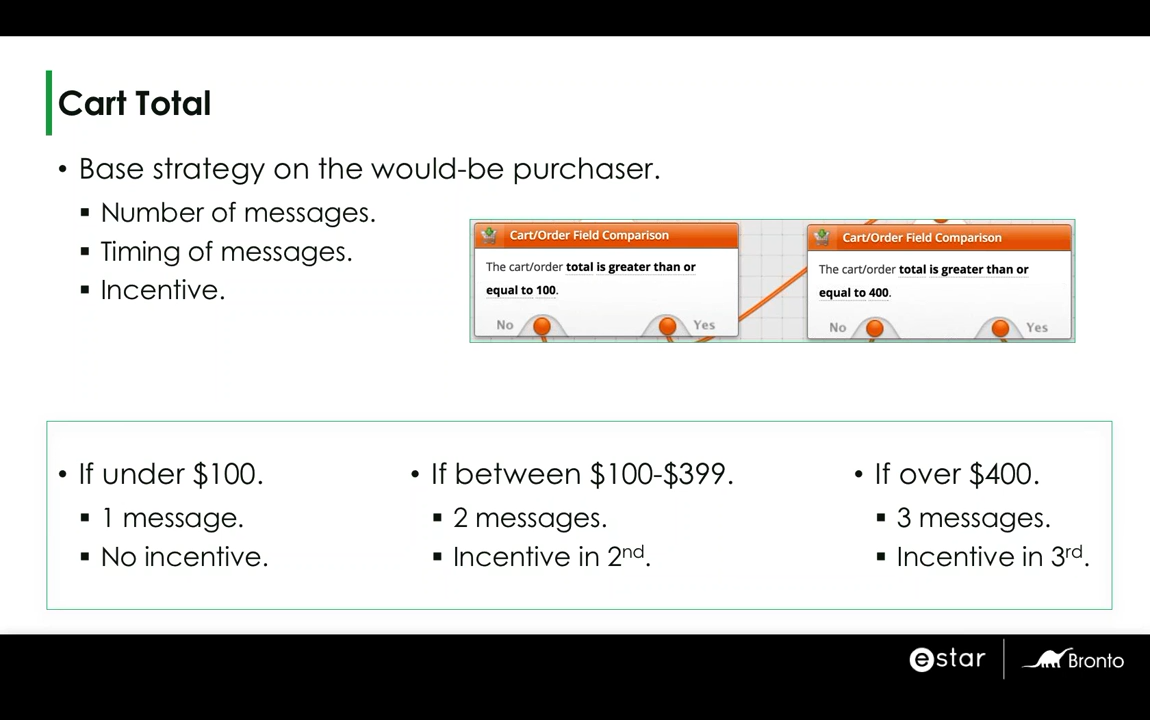 Cart Total
• Base strategy on the would-be purchaser.
▪ Number of messages.
▪ Timing of messages.
▪ Incentive.
Cart/Order Field Comparison
The cart/order total is greater than or
equal to 100.
No Yes
Cart/Order Field Comparison
The cart/order total is greater than or
equal to 400.
No Yes
• If under $100.
▪ 1 message.
▪ No incentive.
• If between $100-$399.
▪ 2 messages.
▪ Incentive in 2nd.
• If over $400.
▪ 3 messages.
▪ Incentive in 3rd.
estar
Bronto